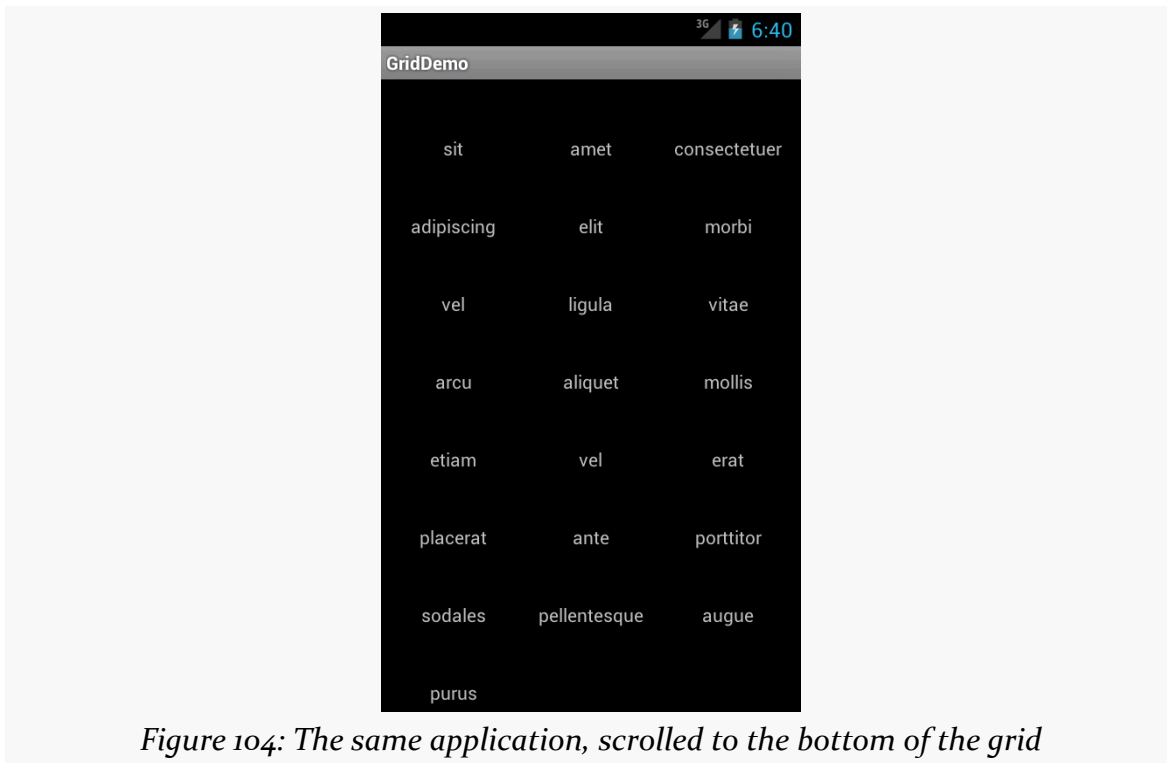 3G 6:40
GridDemo
sit amet consectetuer
adipiscing elit morbi
vel ligula vitae
arcu aliquet mollis
etiam vel erat
placerat ante porttitor
sodales pellentesque augue
purus
Figure 104: The same application, scrolled to the bottom of the grid